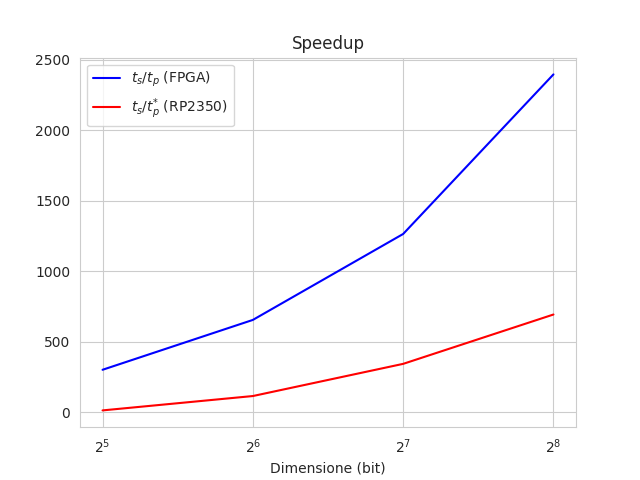 Speedup
2500
2000
1500
1000
500
0
t_s/t_p (FPGA)
t_s/t_p^* (RP2350)
2^5
2^6
2^7
2^8
Dimensione (bit)